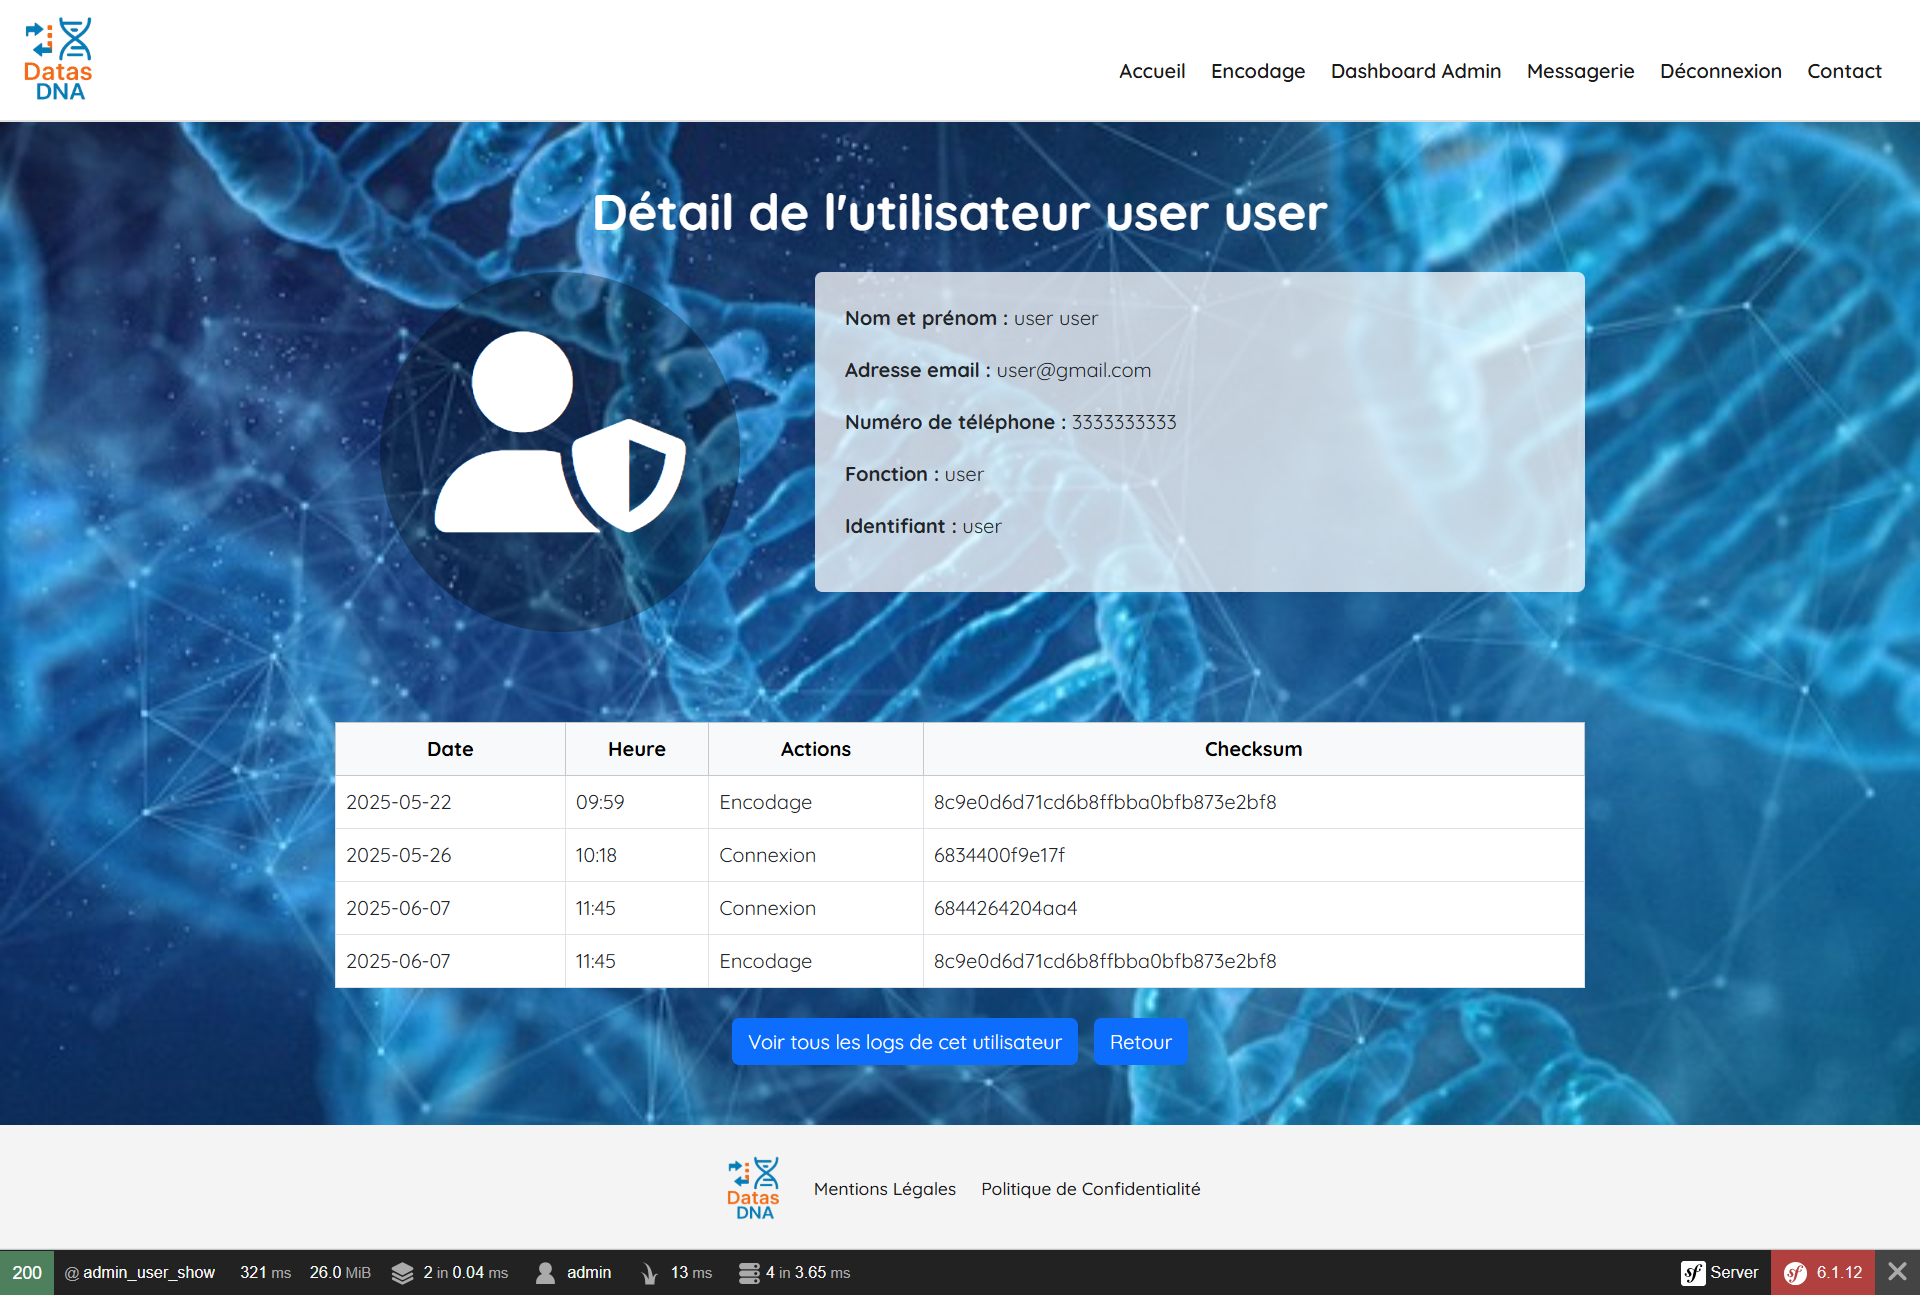 Datas
DNA
Accueil Encodage Dashboard Admin Messagerie Déconnexion Contact
Détail de l'utilisateur user user
Nom et prénom : user user
Adresse email : user@gmail.com
Numéro de téléphone : 3333333333
Fonction : user
Identifiant : user
Date Heure Actions Checksum
2025-05-22 09:59 Encodage 8c9e0d6d71cd6b8ffbba0bfb873e2bf8
2025-05-26 10:18 Connexion 6834400f9e17f
2025-06-07 11:45 Connexion 6844264204aa4
2025-06-07 11:45 Encodage 8c9e0d6d71cd6b8ffbba0bfb873e2bf8
Voir tous les logs de cet utilisateur Retour
Datas
DNA
Mentions Légales Politique de Confidentialité
200 @ admin_user_show 321 ms 26.0 MiB 2 in 0.04 ms admin 13 ms 4 in 3.65 ms sf Server sf 6.1.12